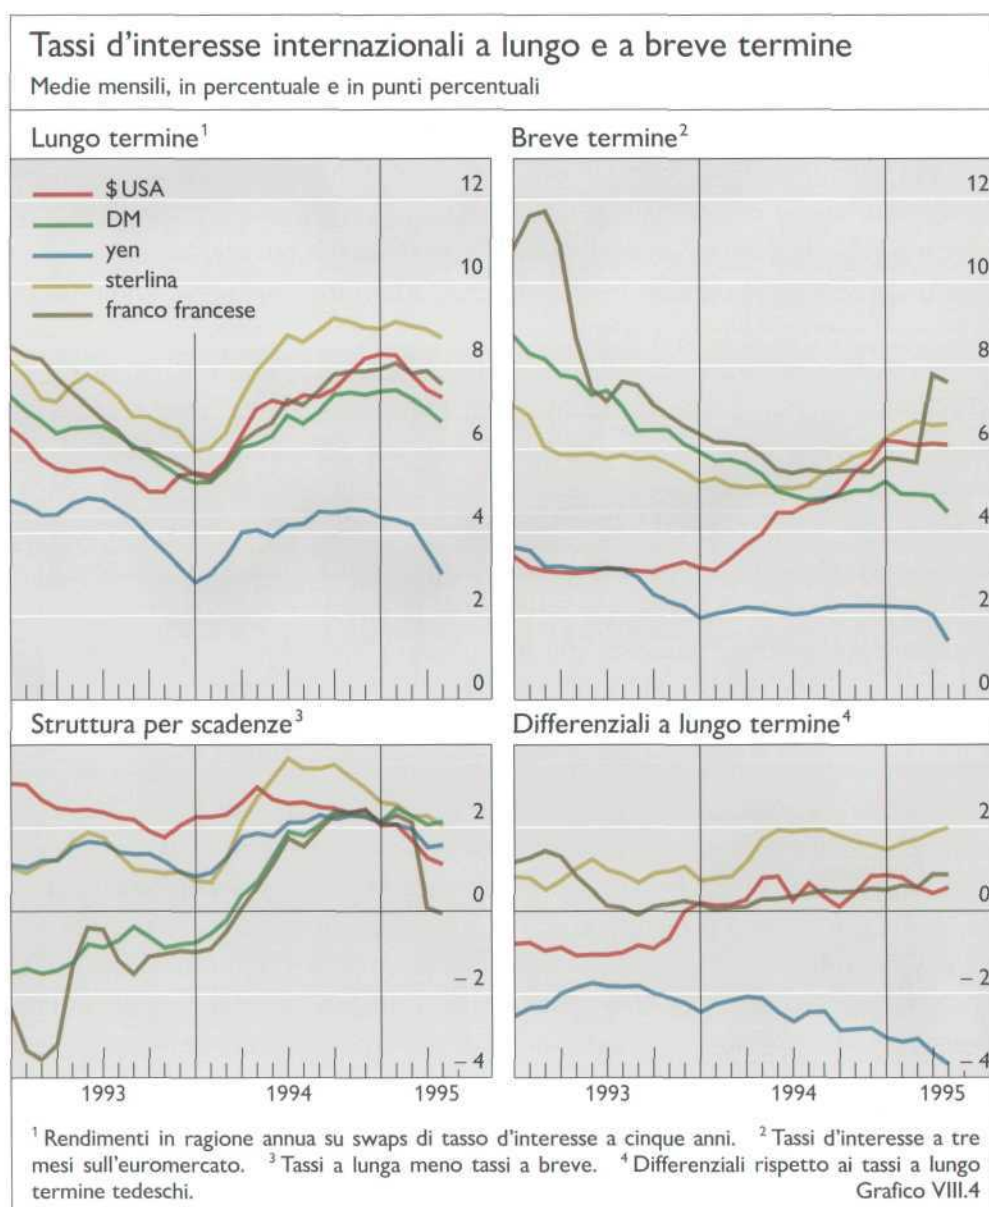 Tassi d'interesse internazionali a lungo e a breve termine
Medie mensili, in percentuale e in punti percentuali
Lungo termine¹
$ USA
DM
yen
sterlina
franco francese
12
10
8
6
4
2
0
Breve termine²
12
10
8
6
4
2
0
Struttura per scadenze³
2
0
– 2
– 4
1993
1994
1995
Differenziali a lungo termine⁴
2
0
– 2
– 4
1993
1994
1995
¹ Rendimenti in ragione annua su swaps di tasso d'interesse a cinque anni. ² Tassi d'interesse a tre
mesi sull'euromercato. ³ Tassi a lunga meno tassi a breve. ⁴ Differenziali rispetto ai tassi a lungo
termine tedeschi.
Grafico VIII.4